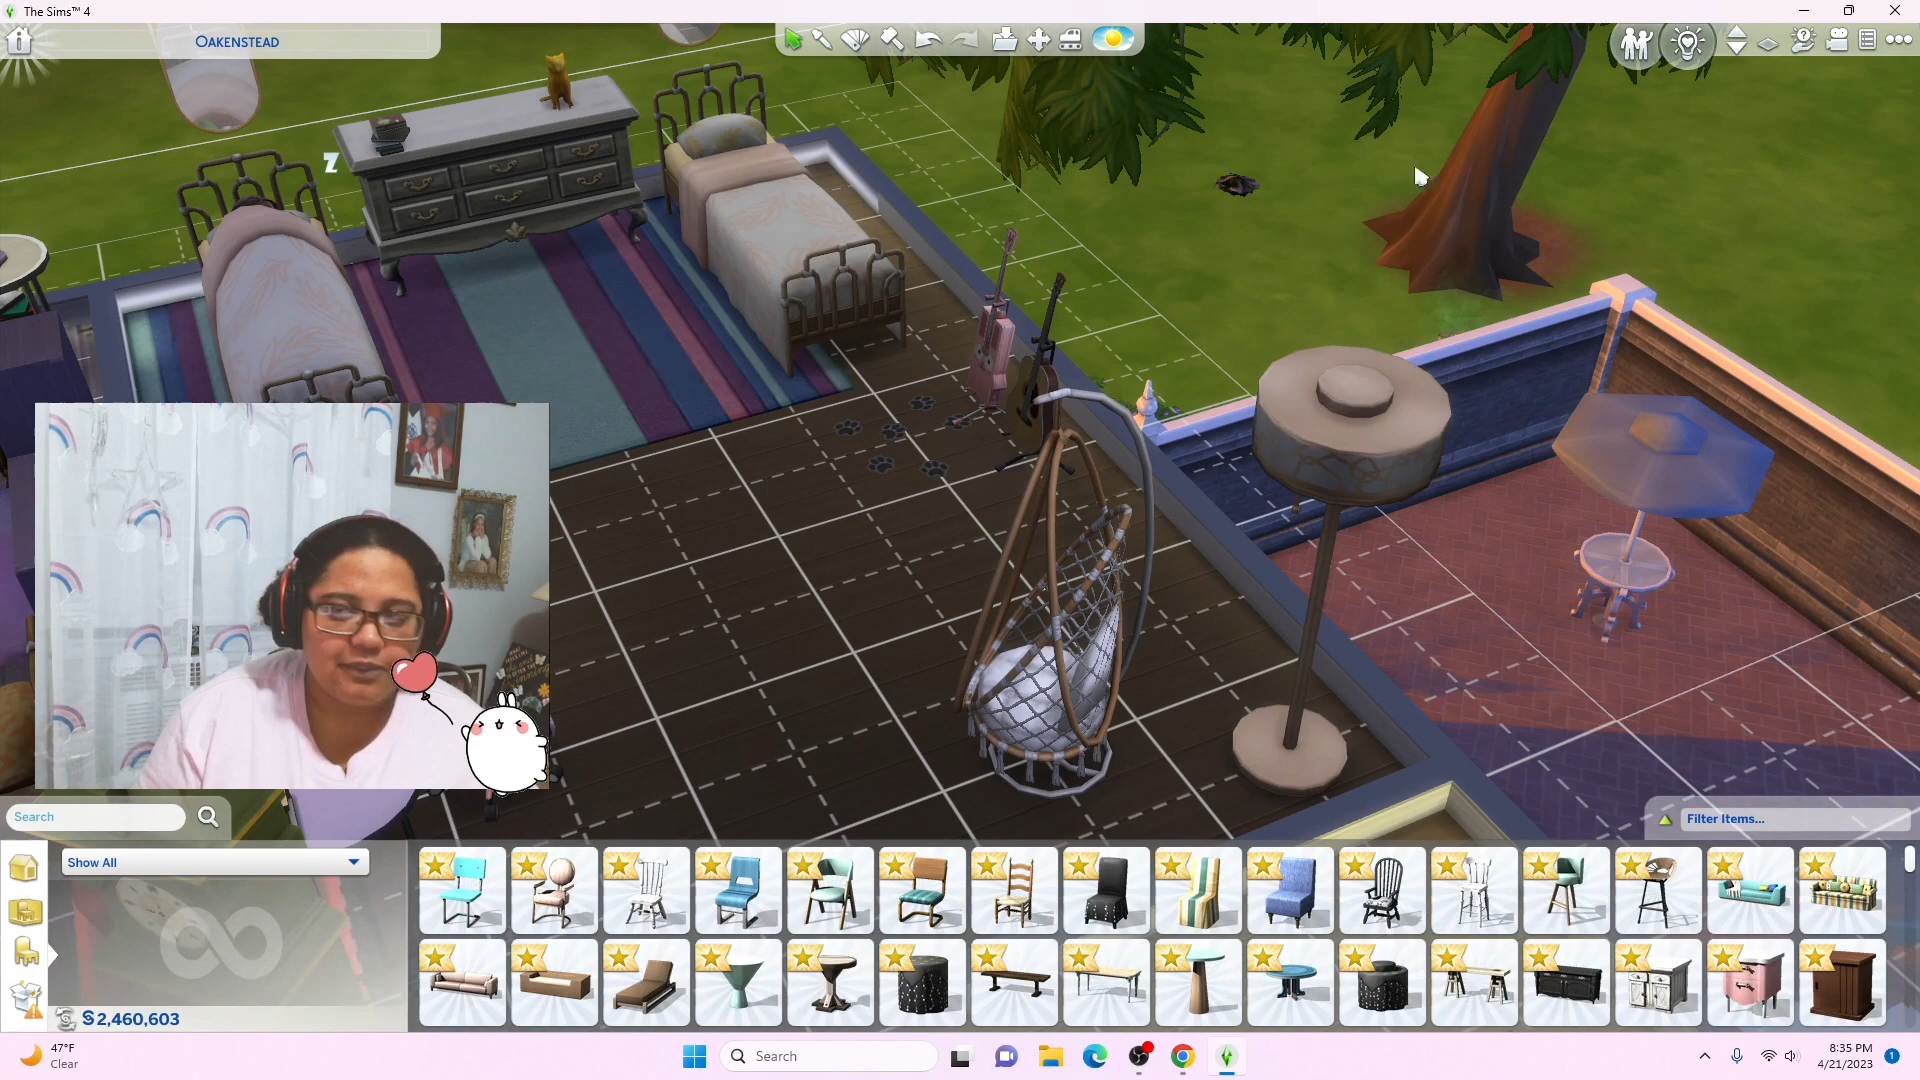 The Sims™ 4
OAKENSTEAD
Z
Search
Filter Items...
Show All
§2,460,603
47°F
Clear
Search
8:35 PM
4/21/2023
1